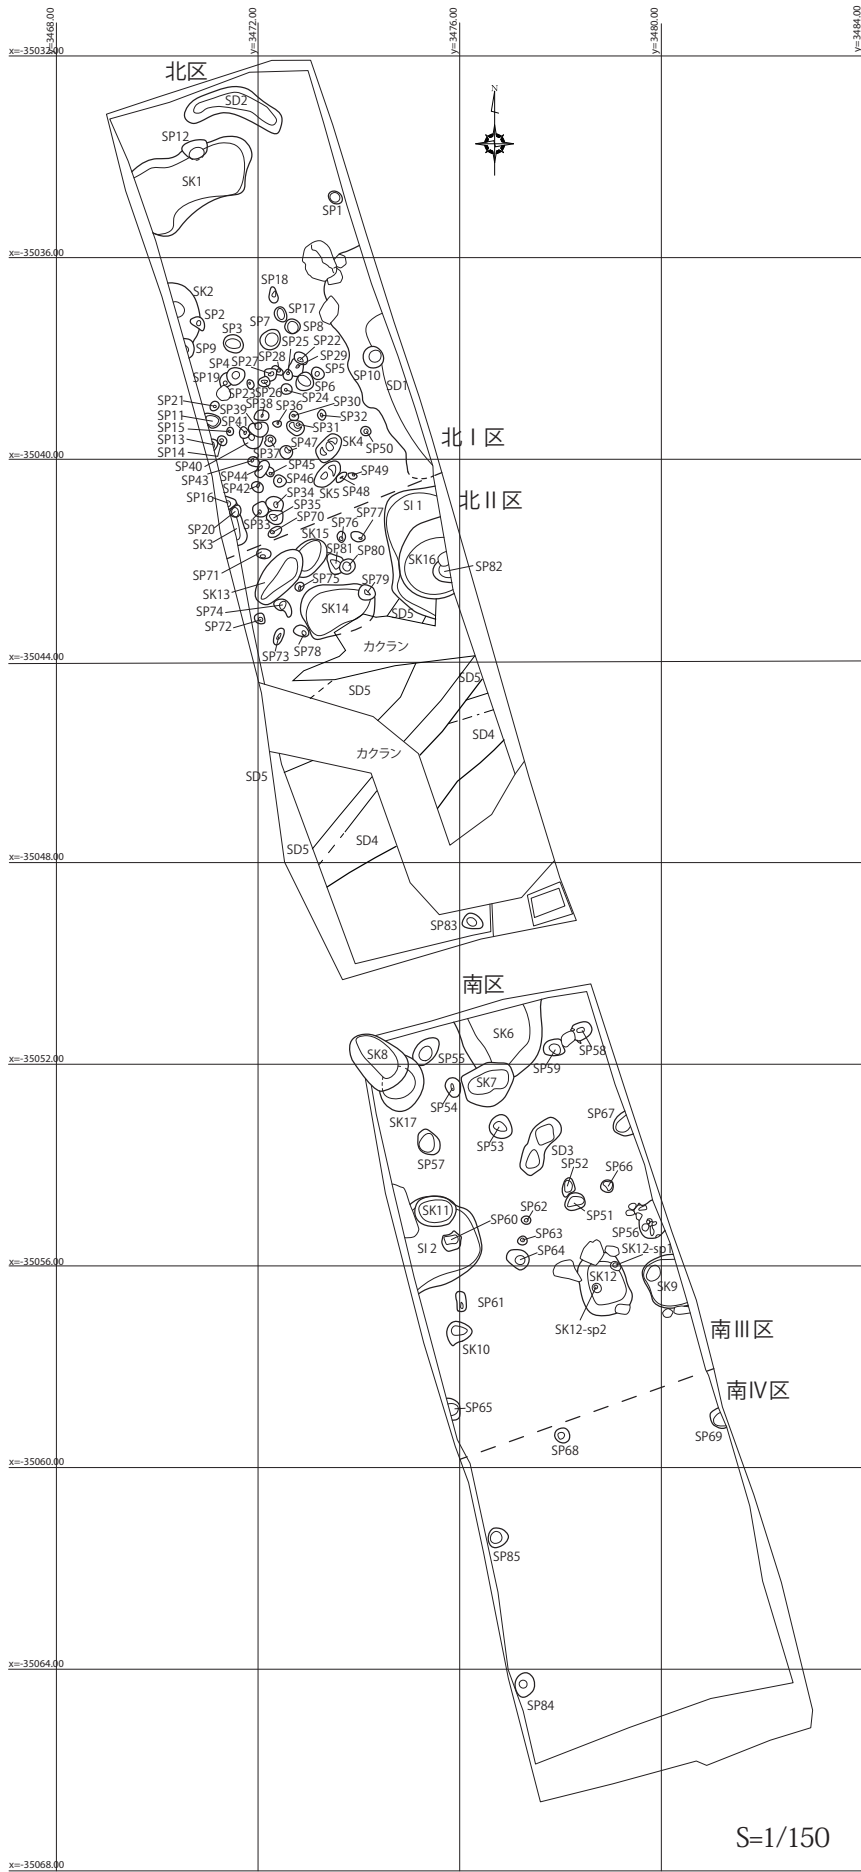 y=3468.00
y=3472.00
y=3476.00
y=3480.00
y=3484.00
x=-35032.00
北区
SD2
N
SP12
SK1
SP1
x=-35036.00
SP18
SK2
SP17
SP2
SP7
SP8
SP3
SP22
SP25
SP9
SP28
SP29
SP4
SP27
SP5
SP10
SP19
SP6
SD1
SP23
SP26
SP24
SP21
SP38
SP36
SP30
SP11
SP39
SP32
SP15
SP41
SP31
北Ⅰ区
SP13
SP47
SK4
SP50
SP14
SP37
x=-35040.00
SP40
SP45
SP49
SP43
SP44
SP46
SK5
SP48
SP42
SP34
北Ⅱ区
SP16
SP35
SP77
SI1
SP33
SP70
SP76
SP20
SK15
SK3
SP81
SP80
SK16
SP82
SP71
SP75
SP79
SK13
SP74
SK14
SD5
SP72
SP73
SP78
カクラン
x=-35044.00
SD5
SD5
SD4
カクラン
SD5
SD5
SD4
x=-35048.00
SP83
南区
SK6
SK8
SP55
SP58
SP59
x=-35052.00
SK7
SP54
SK17
SP53
SP67
SD3
SP57
SP52
SP66
SK11
SP62
SP51
SP60
SP56
SI2
SP63
SK12-sp1
SP64
x=-35056.00
SK12
SK9
SP61
SK12-sp2
南Ⅲ区
SK10
南Ⅳ区
SP65
SP69
SP68
x=-35060.00
SP85
x=-35064.00
SP84
S=1/150
x=-35068.00